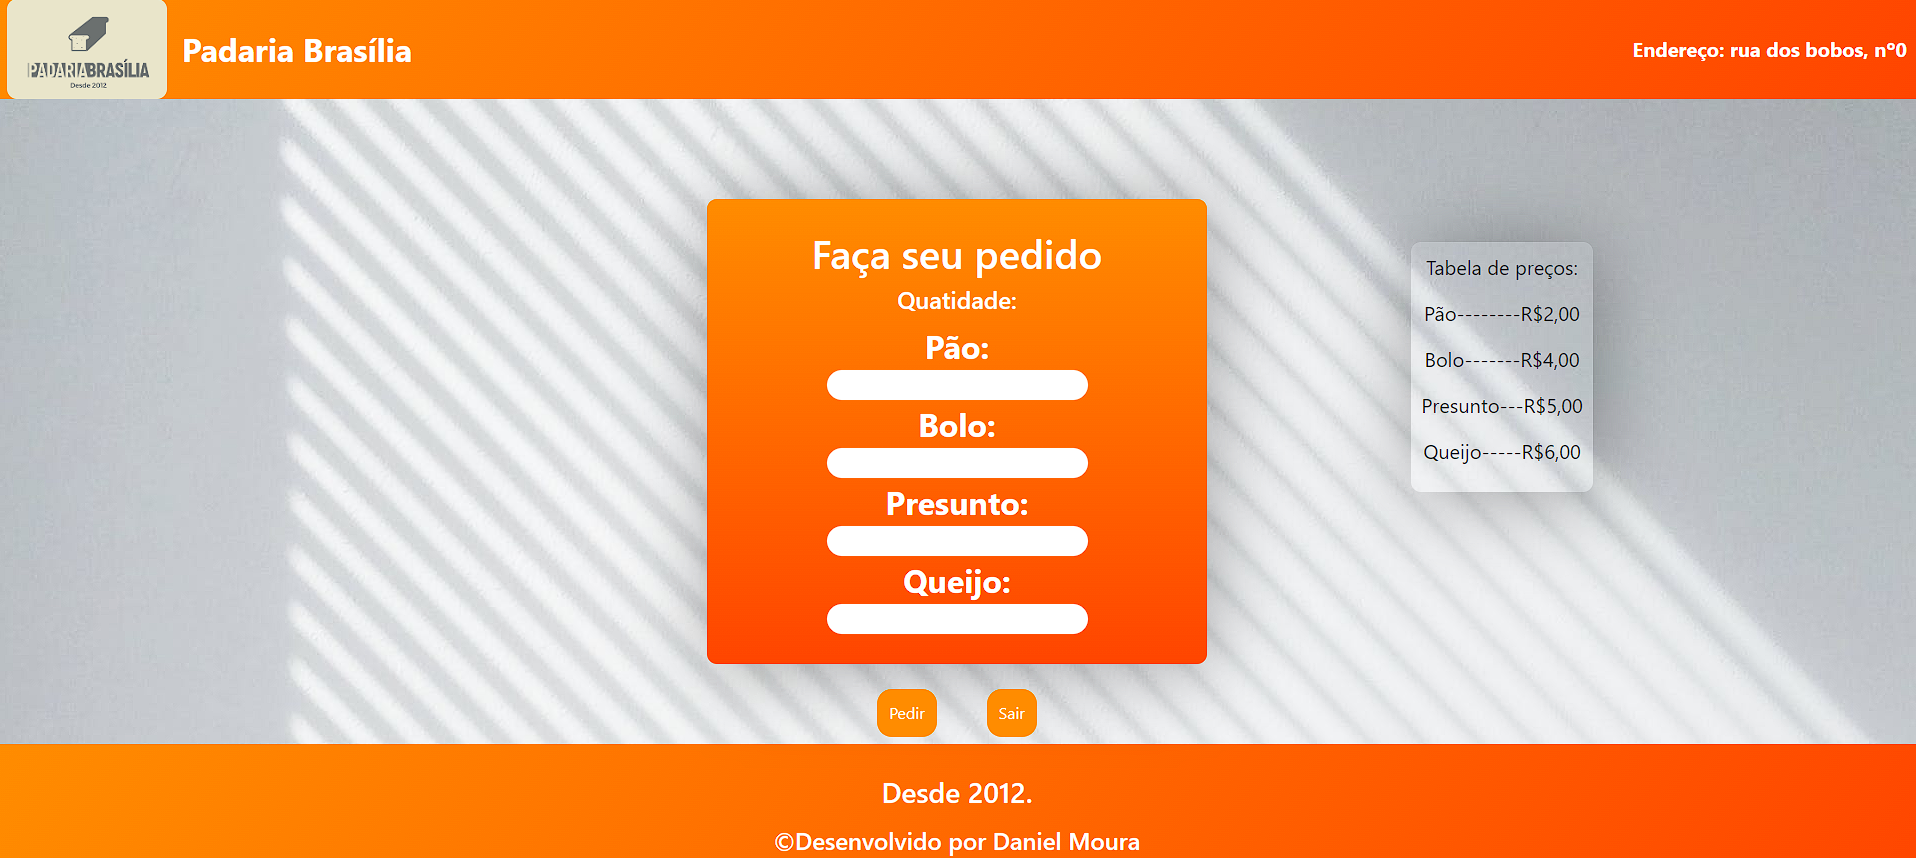 PADARIABRASÍLIA
Desde 2012
Padaria Brasília
Endereço: rua dos bobos, nº0
Faça seu pedido
Quatidade:
Pão:
Bolo:
Presunto:
Queijo:
Tabela de preços:
Pão--------R$2,00
Bolo-------R$4,00
Presunto---R$5,00
Queijo-----R$6,00
Pedir
Sair
Desde 2012.
©Desenvolvido por Daniel Moura